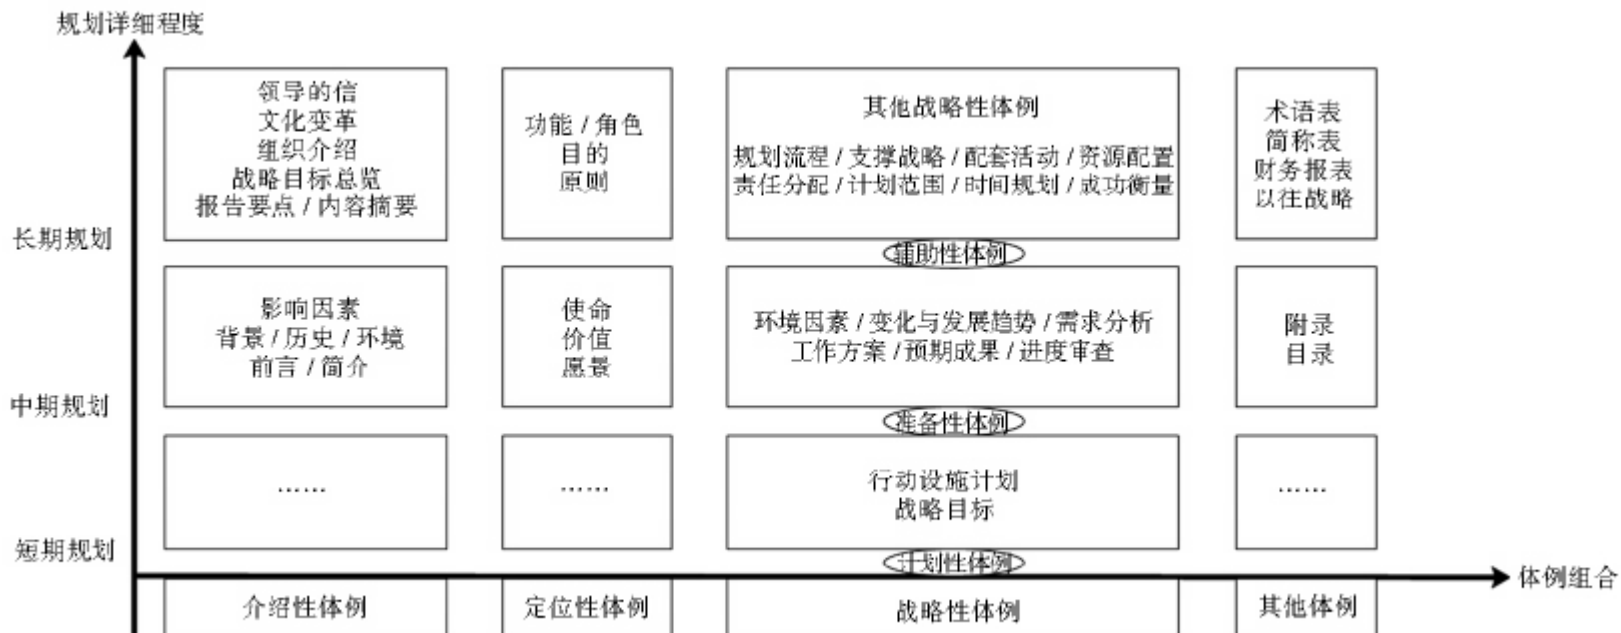 规划详细程度
领导的信
文化变革
组织介绍
战略目标总览
报告要点 / 内容摘要
功能 / 角色
目的
原则
其他战略性体例
规划流程 / 支撑战略 / 配套活动 / 资源配置
责任分配 / 计划范围 / 时间规划 / 成功衡量
术语表
简称表
财务报表
以往战略
长期规划
辅助性体例
影响因素
背景 / 历史 / 环境
前言 / 简介
使命
价值
愿景
环境因素 / 变化与发展趋势 / 需求分析
工作方案 / 预期成果 / 进度审查
附录
目录
中期规划
准备性体例
……
……
行动设施计划
战略目标
……
短期规划
计划性体例
体例组合
介绍性体例
定位性体例
战略性体例
其他体例